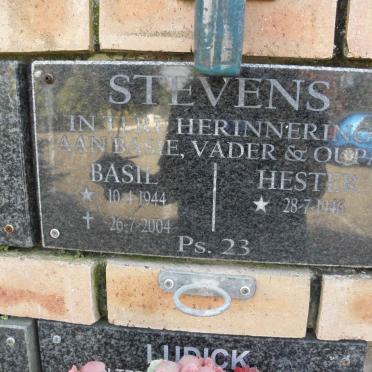 STEVENS
IN TERE HERINNERING
AAN BASIE, VADER & OUPA
BASIL HESTER
★ 10-4-1944 ★ 28-7-1946
✝ 26-7-2004
Ps. 23
LUDICK